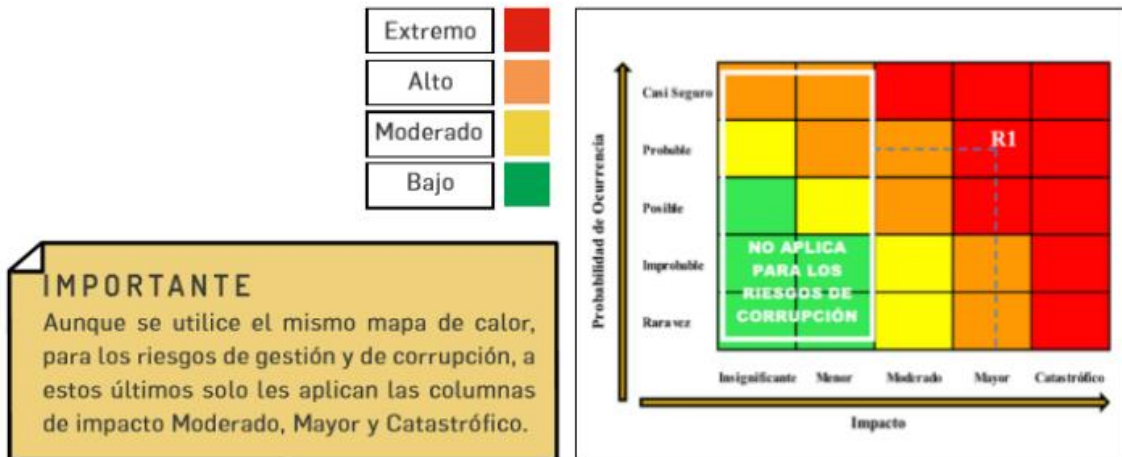 Extremo
Alto
Moderado
Bajo
IMPORTANTE
Aunque se utilice el mismo mapa de calor,
para los riesgos de gestión y de corrupción, a
estos últimos solo les aplican las columnas
de impacto Moderado, Mayor y Catastrófico.
Probabilidad de Ocurrencia
Casi Seguro
Probable
Posible
Improbable
Rara vez
R1
NO APLICA
PARA LOS
RIESGOS DE
CORRUPCIÓN
Insignificante Menor Moderado Mayor Catastrófico
Impacto